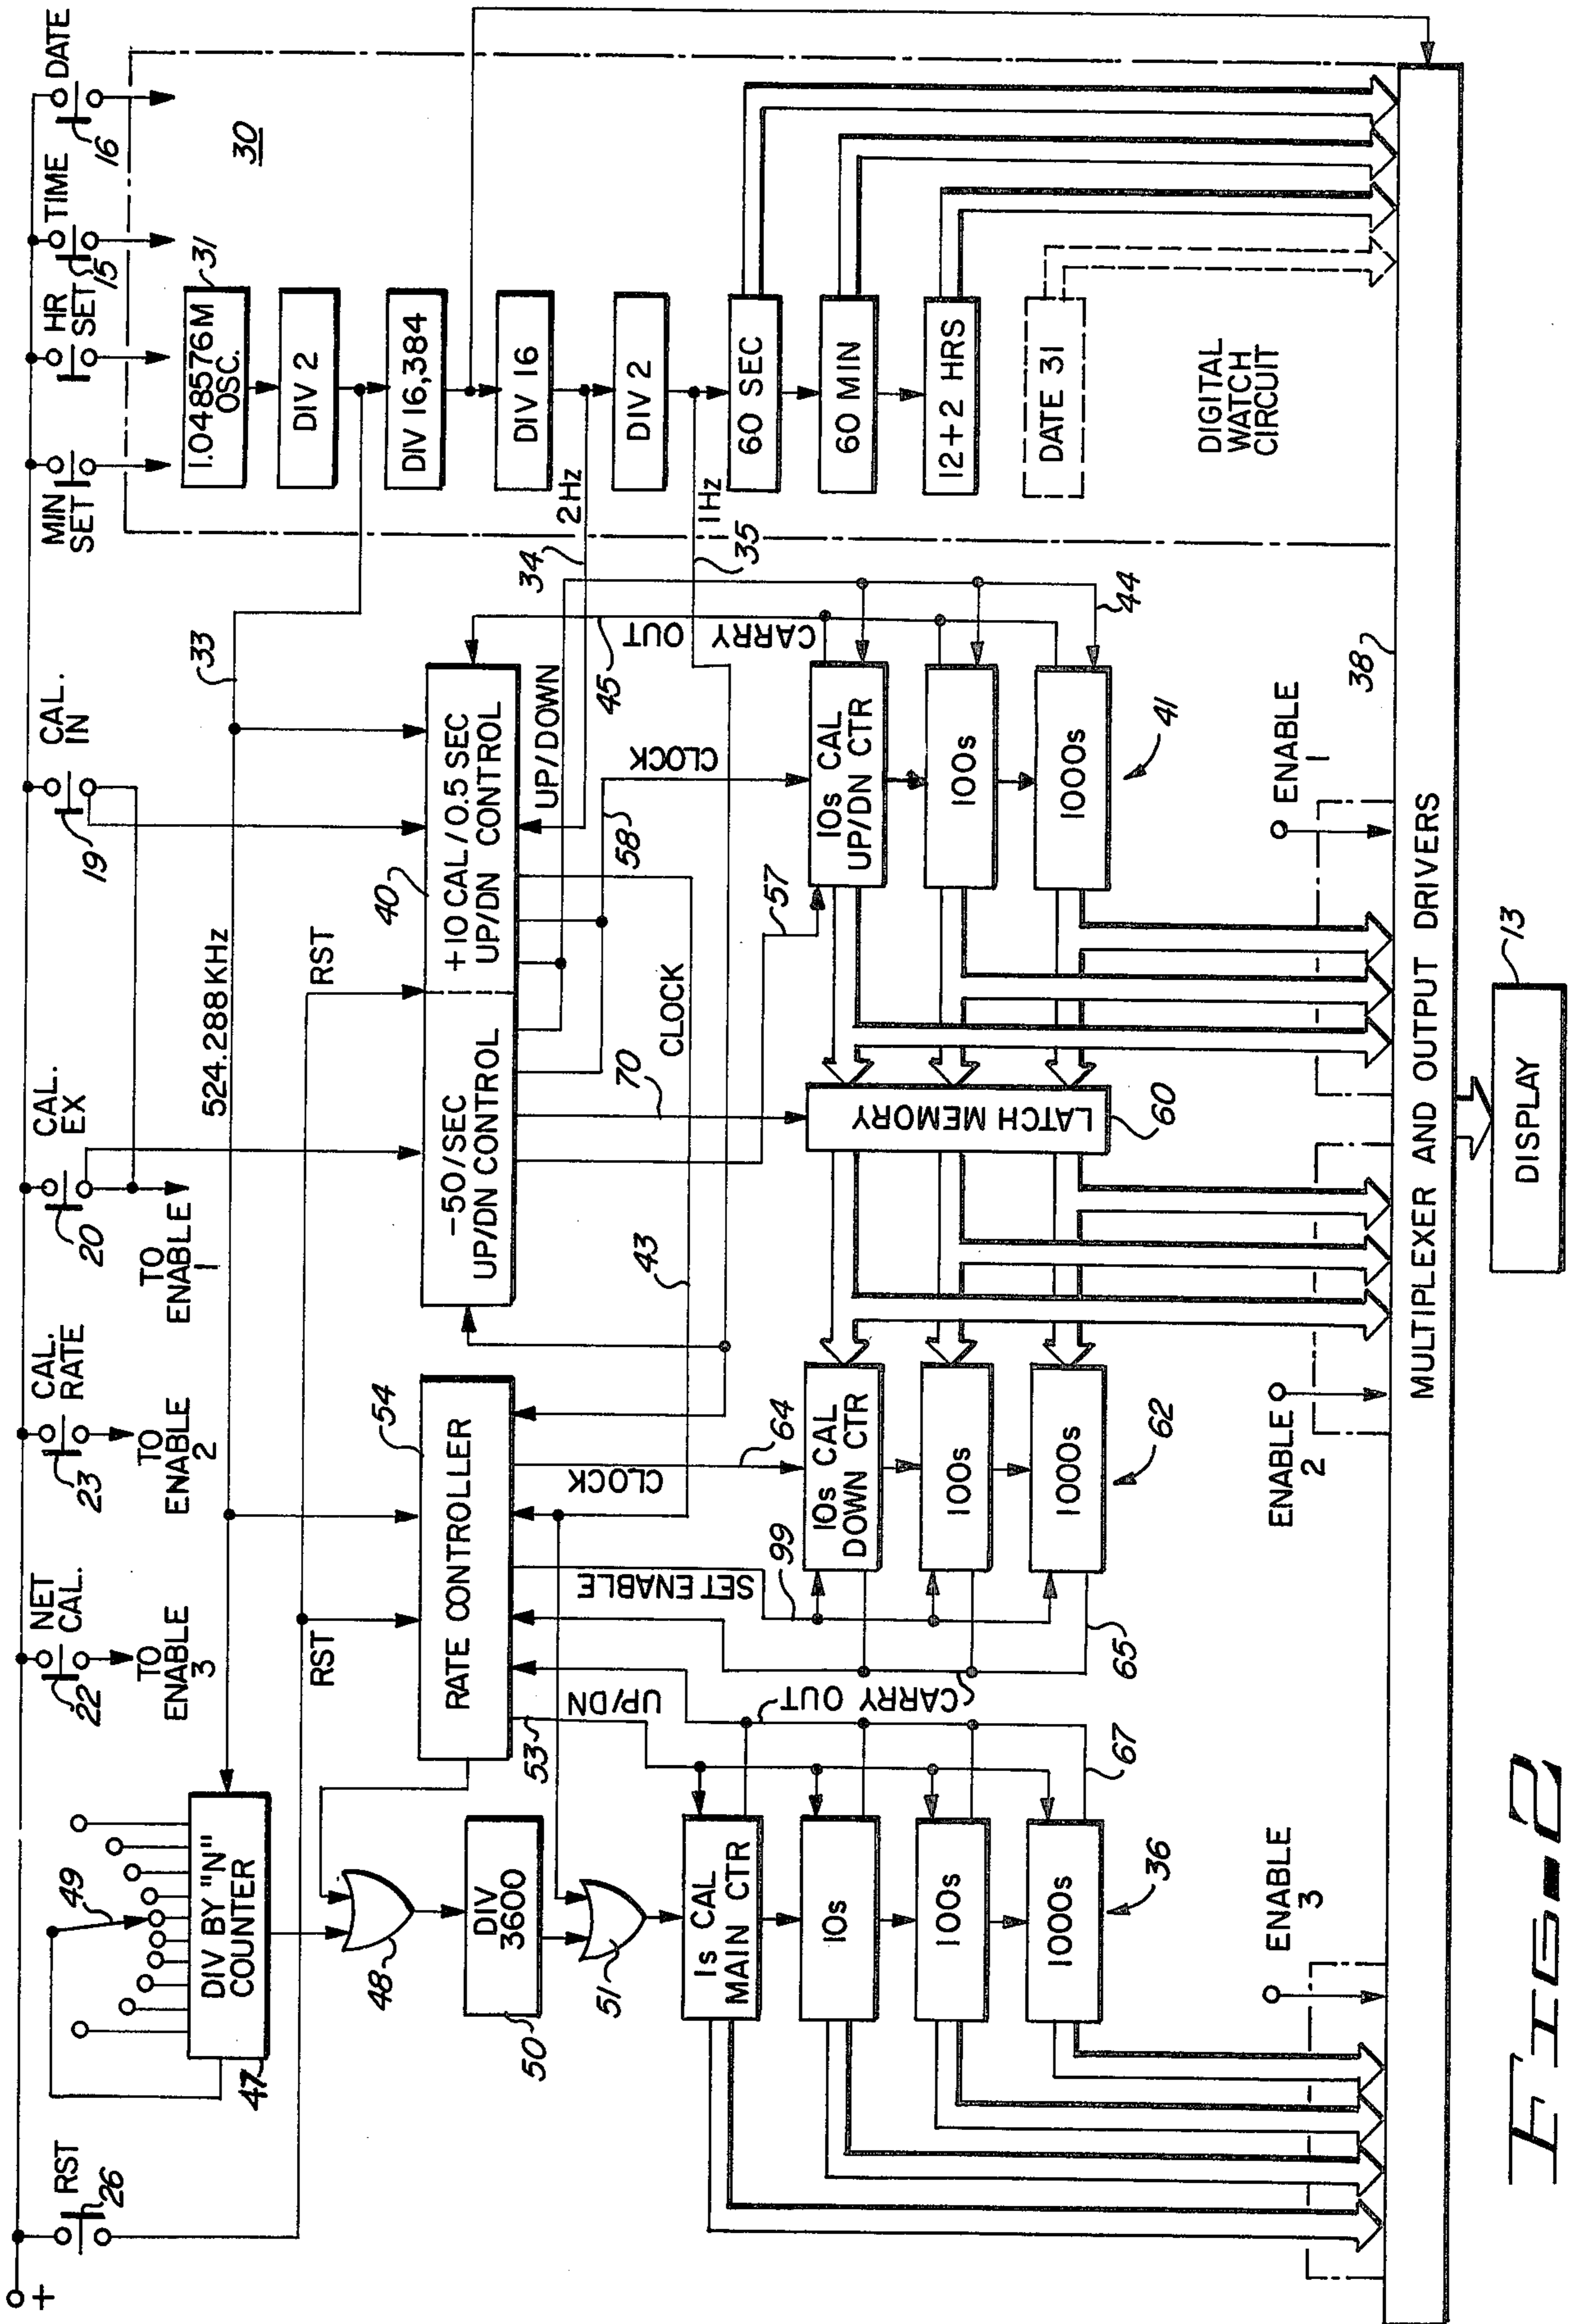 +
RST
26
NET
CAL.
22
TO
ENABLE
3
CAL.
RATE
23
TO
ENABLE
2
CAL.
EX
20
TO
ENABLE
1
CAL.
IN
19
MIN
SET
HR
SET
TIME
15
DATE
16
30
49
DIV BY "N"
COUNTER
47
524.288KHz
33
1.048576M
OSC.
31
DIV 2
DIV 16,384
DIV 16
2Hz
34
DIV 2
1Hz
35
60 SEC
60 MIN
12+2 HRS
DATE 31
DIGITAL
WATCH
CIRCUIT
RST
RST
48
DIV
3600
50
51
RATE CONTROLLER
54
53
UP/DN
SET ENABLE
99
CLOCK
64
43
CLOCK
-50/SEC
UP/DN CONTROL
+10CAL/0.5 SEC
UP/DN CONTROL
40
70
UP/DOWN
58
CLOCK
57
45
CARRY OUT
44
1s CAL
MAIN CTR
10s
100s
1000s
36
67
CARRY OUT
65
10s CAL
DOWN CTR
100s
1000s
62
LATCH MEMORY
60
10s CAL
UP/DN CTR
100s
1000s
41
ENABLE
3
ENABLE
2
ENABLE
1
38
MULTIPLEXER AND OUTPUT DRIVERS
DISPLAY
13
FIG-2